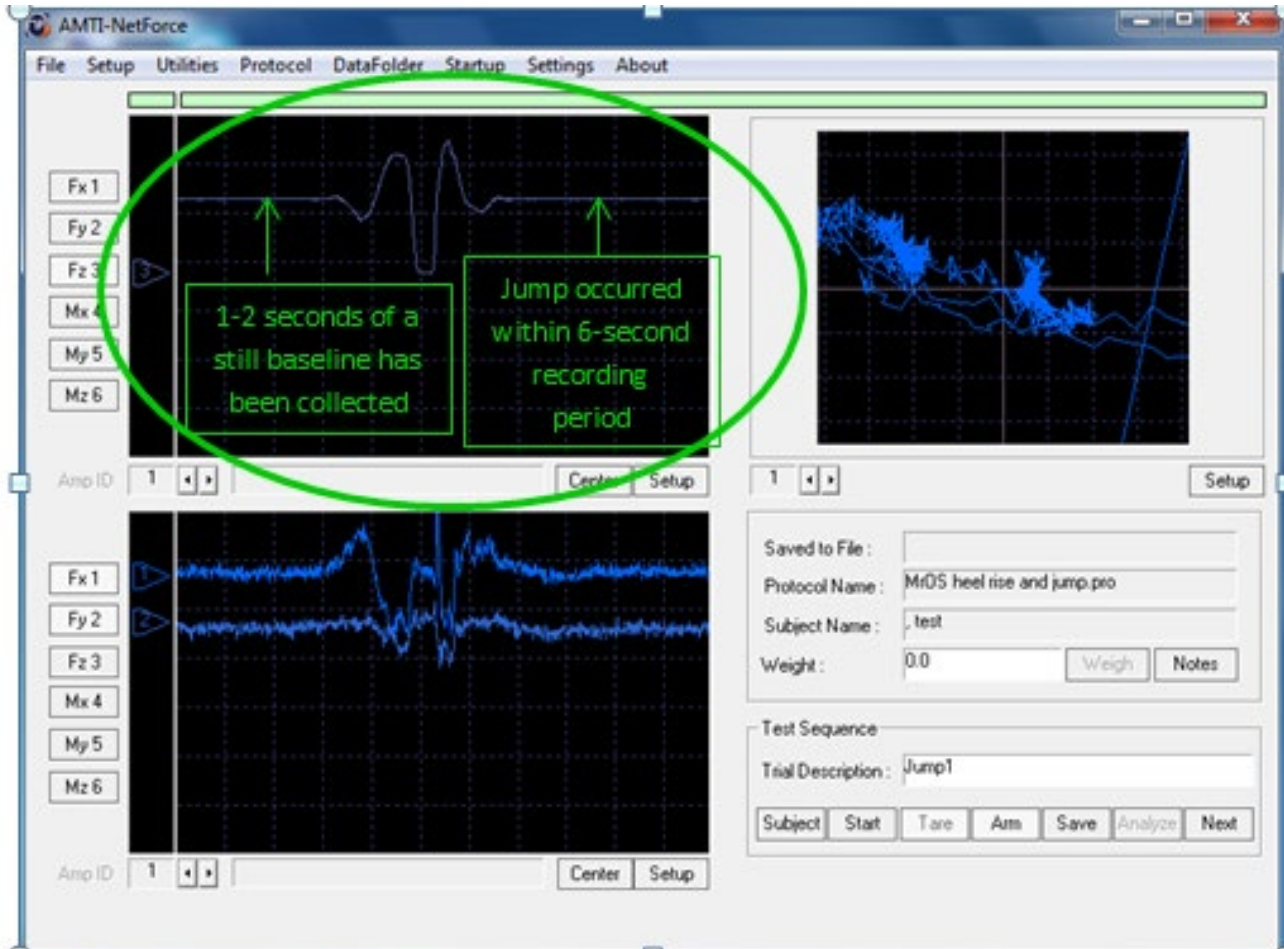 AMTI-NetForce
File Setup Utilities Protocol DataFolder Startup Settings About
Fx 1
Fy 2
Fz 3
Mx 4
My 5
Mz 6
3
1-2 seconds of a
still baseline has
been collected
Jump occurred
within 6-second
recording
period
Amp ID 1 Center Setup
1 Setup
Fx 1
Fy 2
Fz 3
Mx 4
My 5
Mz 6
1
2
Amp ID 1 Center Setup
Saved to File :
Protocol Name : MrOS heel rise and jump.pro
Subject Name : , test
Weight : 0.0 Weigh Notes
Test Sequence
Trial Description : Jump1
Subject Start Tare Arm Save Analyze Next